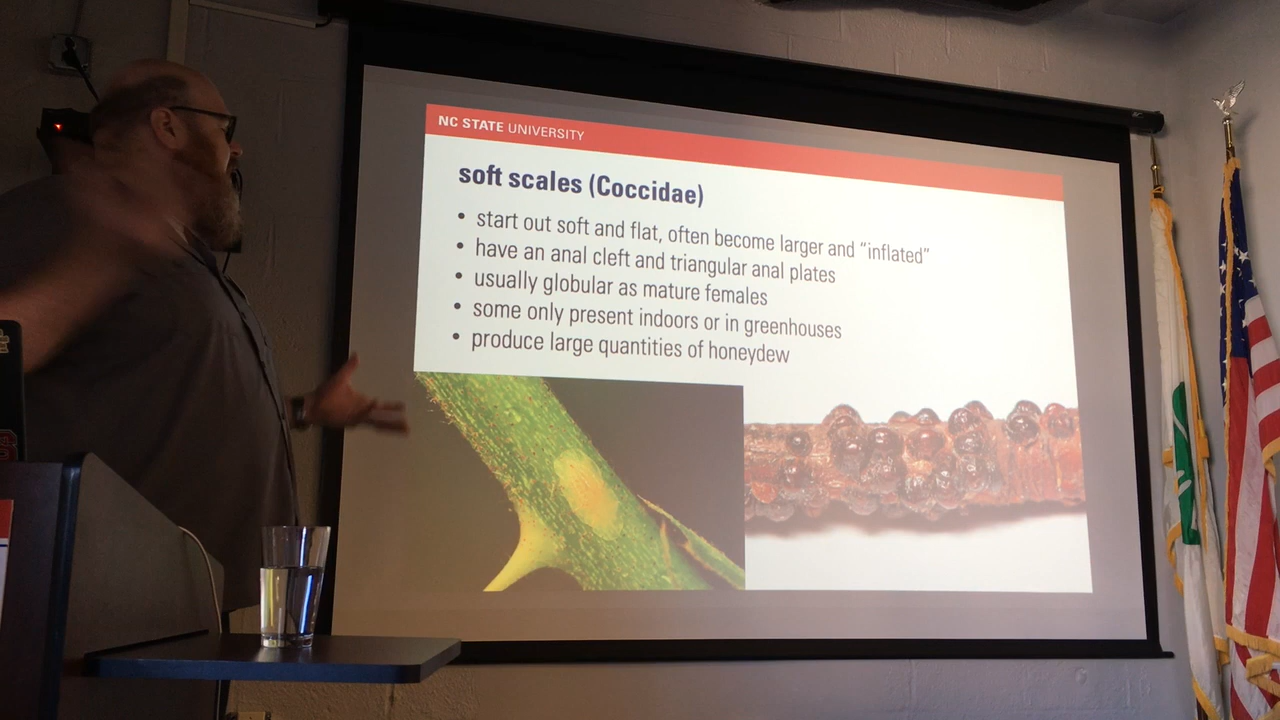 NC STATE UNIVERSITY
soft scales (Coccidae)
• start out soft and flat, often become larger and “inflated”
• have an anal cleft and triangular anal plates
• usually globular as mature females
• some only present indoors or in greenhouses
• produce large quantities of honeydew